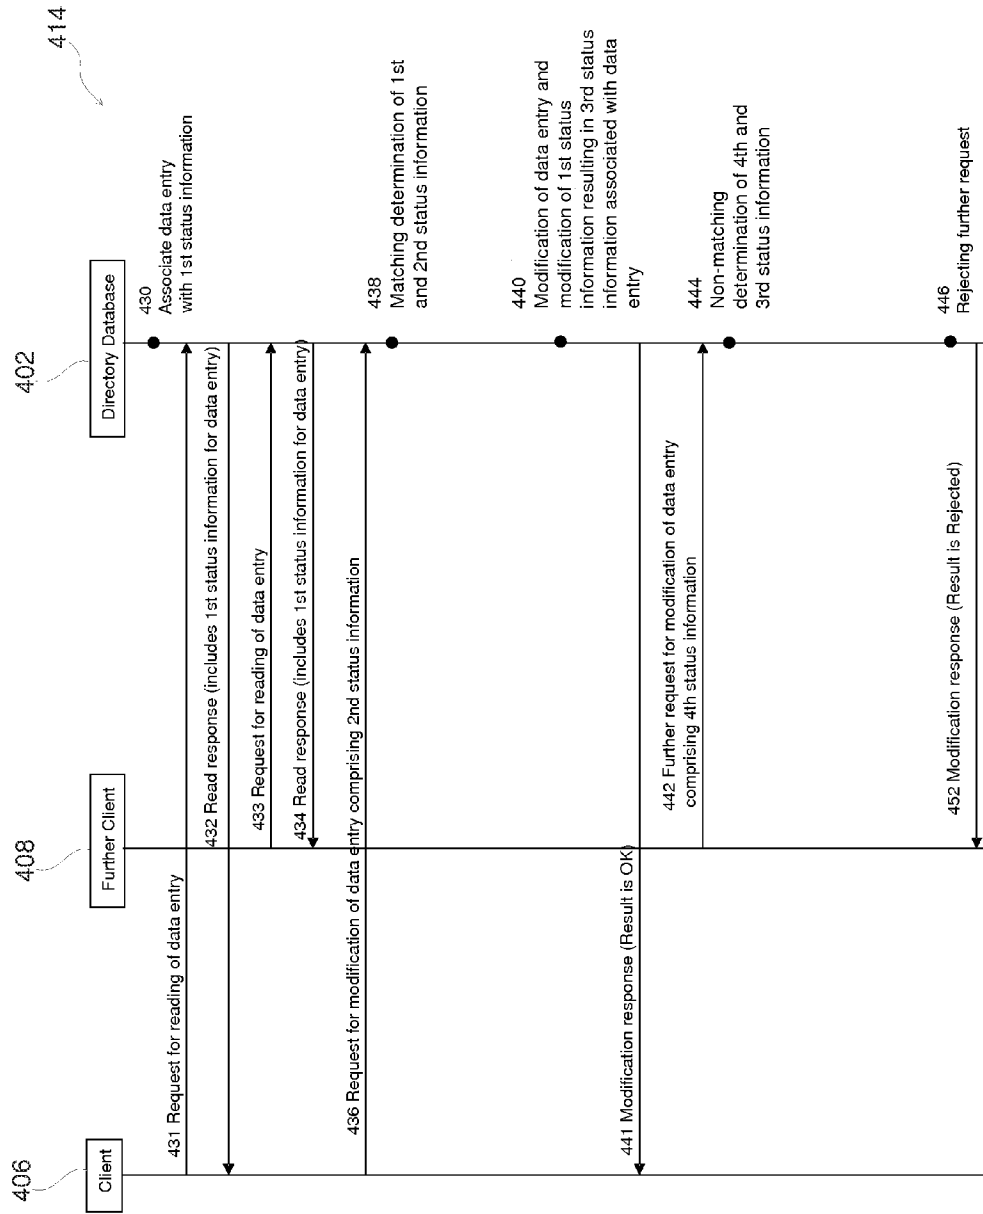 414
406
Client
408
Further Client
402
Directory Database
430
Associate data entry
with 1st status information
431 Request for reading of data entry
432 Read response (includes 1st status information for data entry)
433 Request for reading of data entry
434 Read response (includes 1st status information for data entry)
436 Request for modification of data entry comprising 2nd status information
438
Matching determination of 1st
and 2nd status information
440
Modification of data entry and
modification of 1st status
information resulting in 3rd status
information associated with data
entry
441 Modification response (Result is OK)
442 Further request for modification of data entry
comprising 4th status information
444
Non-matching
determination of 4th and
3rd status information
446
Rejecting further request
452 Modification response (Result is Rejected)